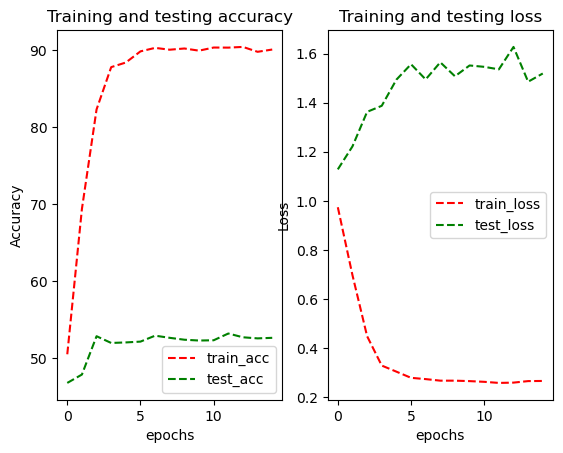 Training and testing accuracy
90
80
70
60
50
Accuracy
0
5
10
epochs
train_acc
test_acc
Training and testing loss
1.6
1.4
1.2
1.0
0.8
0.6
0.4
0.2
Loss
0
5
10
epochs
train_loss
test_loss